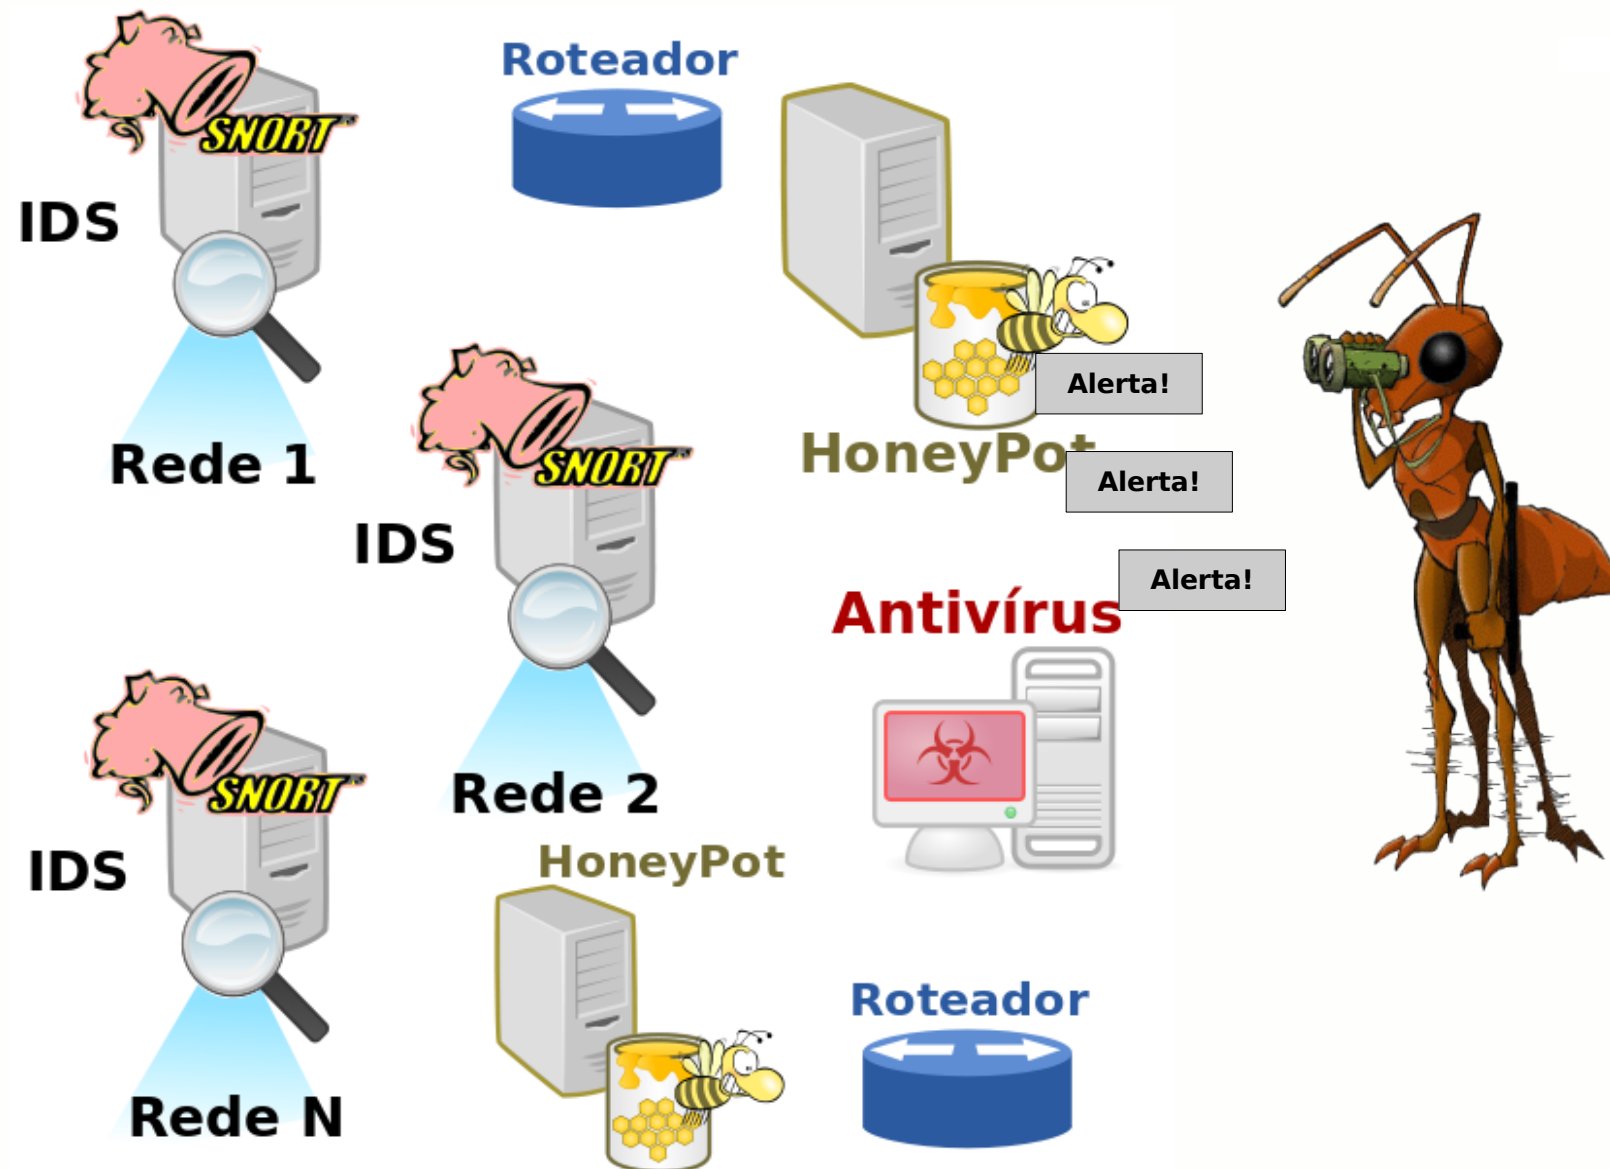 Roteador
SNORT
IDS
Rede 1
Alerta!
HoneyPot
SNORT
Alerta!
IDS
Alerta!
Antivírus
Rede 2
SNORT
IDS
HoneyPot
Roteador
Rede N